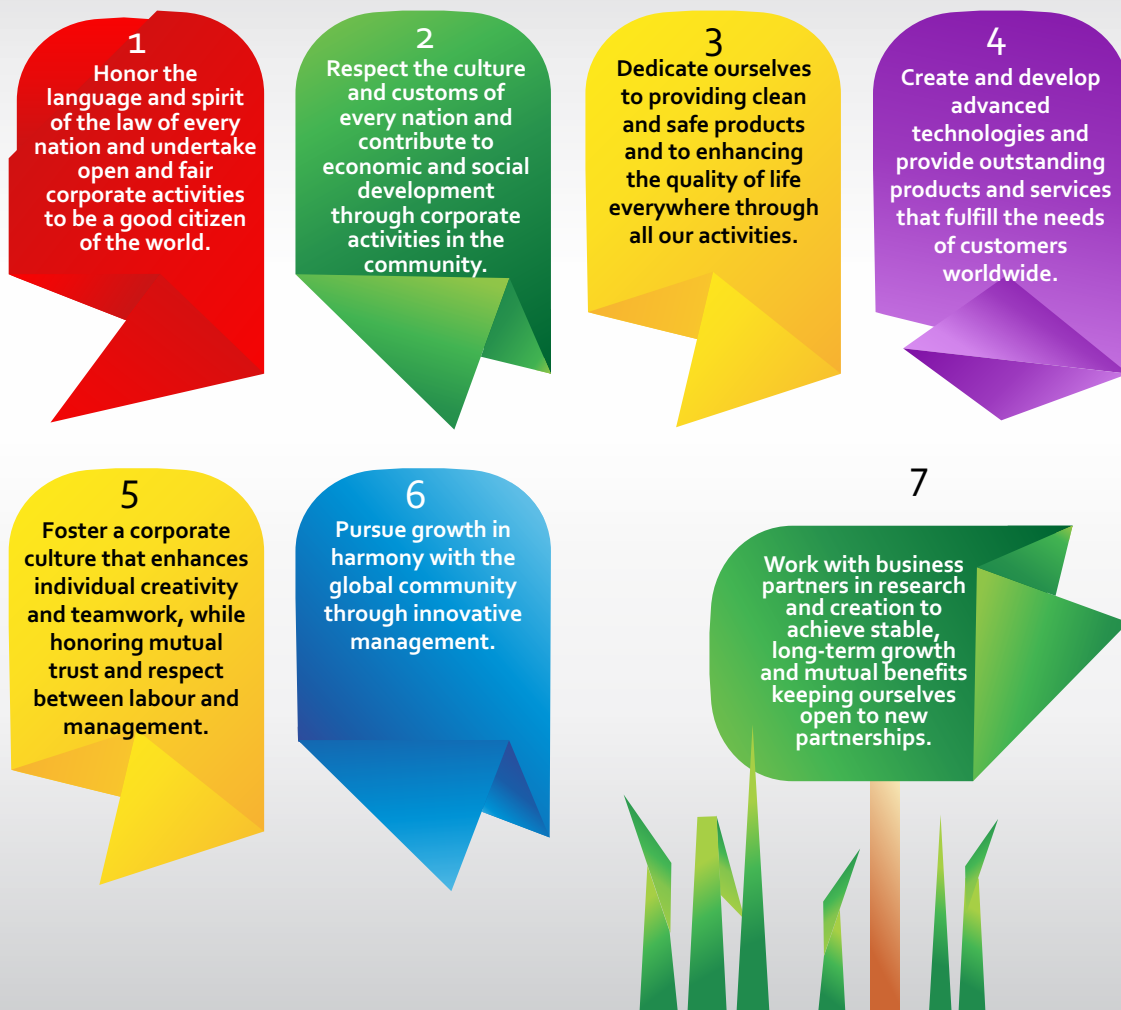 1
Honor the
language and spirit
of the law of every
nation and undertake
open and fair
corporate activities
to be a good citizen
of the world.
2
Respect the culture
and customs of
every nation and
contribute to
economic and social
development
through corporate
activities in the
community.
3
Dedicate ourselves
to providing clean
and safe products
and to enhancing
the quality of life
everywhere through
all our activities.
4
Create and develop
advanced
technologies and
provide outstanding
products and services
that fulfill the needs
of customers
worldwide.
5
Foster a corporate
culture that enhances
individual creativity
and teamwork, while
honoring mutual
trust and respect
between labour and
management.
6
Pursue growth in
harmony with the
global community
through innovative
management.
7
Work with business
partners in research
and creation to
achieve stable,
long-term growth
and mutual benefits
keeping ourselves
open to new
partnerships.